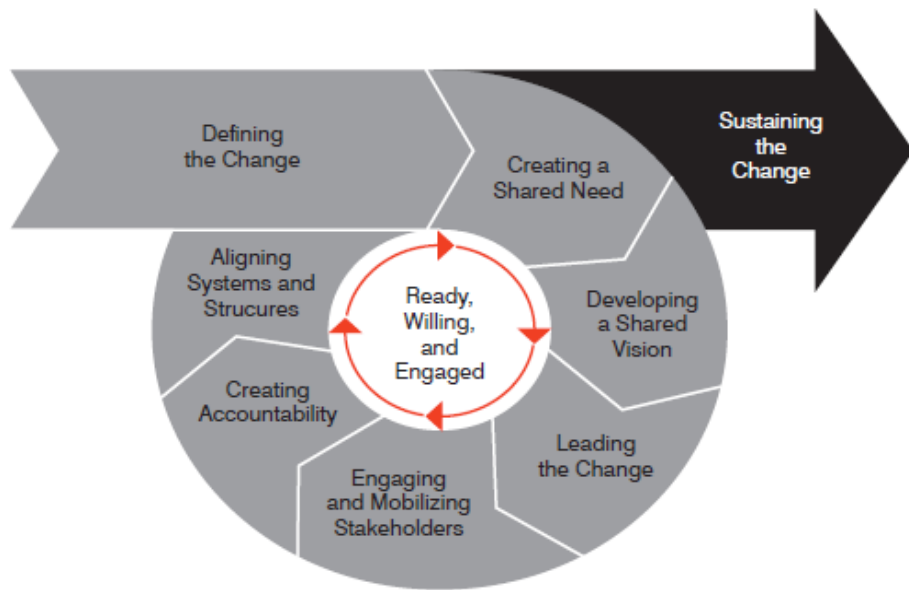 Defining
the Change
Creating a
Shared Need
Sustaining
the
Change
Developing
a Shared
Vision
Leading
the Change
Engaging
and Mobilizing
Stakeholders
Creating
Accountability
Aligning
Systems and
Strucures
Ready,
Willing,
and
Engaged